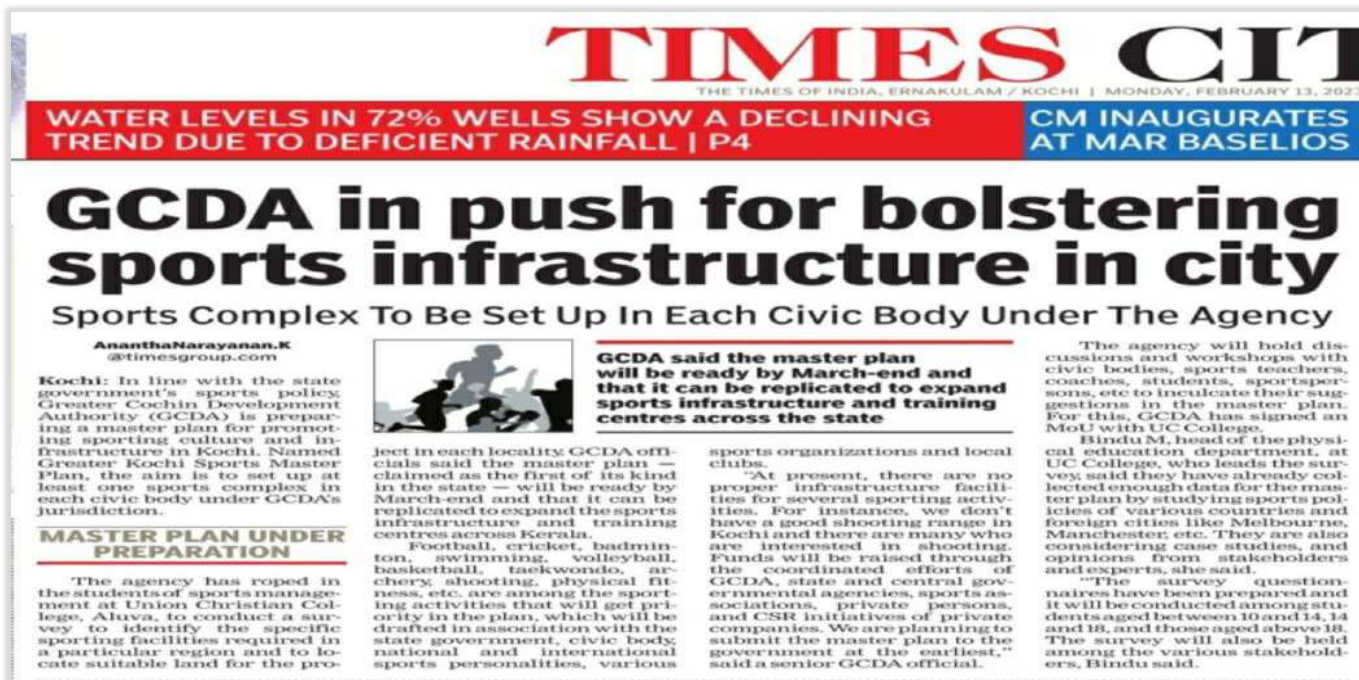 TIMES CIT
THE TIMES OF INDIA, ERNAKULAM / KOCHI | MONDAY, FEBRUARY 13, 2023
WATER LEVELS IN 72% WELLS SHOW A DECLINING
TREND DUE TO DEFICIENT RAINFALL | P4
CM INAUGURATES
AT MAR BASELIOS
GCDA in push for bolstering
sports infrastructure in city
Sports Complex To Be Set Up In Each Civic Body Under The Agency
AnanthaNarayanan.K
@timesgroup.com
Kochi: In line with the state
government's sports policy,
Greater Cochin Development
Authority (GCDA) is prepar-
ing a master plan for promot-
ing sporting culture and in-
frastructure in Kochi. Named
Greater Kochi Sports Master
Plan, the aim is to set up at
least one sports complex in
each civic body under GCDA's
jurisdiction.
MASTER PLAN UNDER
PREPARATION
The agency has roped in
the students of sports manage-
ment at Union Christian Col-
lege, Aluva, to conduct a sur-
vey to identify the specific
sporting facilities required in
a particular region and to lo-
cate suitable land for the pro-
GCDA said the master plan
will be ready by March-end and
that it can be replicated to expand
sports infrastructure and training
centres across the state
ject in each locality. GCDA offi-
cials said the master plan —
claimed as the first of its kind
in the state — will be ready by
March-end and that it can be
replicated to expand the sports
infrastructure and training
centres across Kerala.
Football, cricket, badmin-
ton, swimming, volleyball,
basketball, taekwondo, ar-
chery, shooting, physical fit-
ness, etc. are among the sport-
ing activities that will get pri-
ority in the plan, which will be
drafted in association with the
state government, civic body,
national and international
sports personalities, various
sports organizations and local
clubs.
"At present, there are no
proper infrastructure facili-
ties for several sporting activ-
ities. For instance, we don't
have a good shooting range in
Kochi and there are many who
are interested in shooting.
Funds will be raised through
the coordinated efforts of
GCDA, state and central gov-
ernmental agencies, sports as-
sociations, private persons,
and CSR initiatives of private
companies. We are planning to
submit the master plan to the
government at the earliest,"
said a senior GCDA official.
The agency will hold dis-
cussions and workshops with
civic bodies, sports teachers,
coaches, students, sportsper-
sons, etc to inculcate their sug-
gestions in the master plan.
For this, GCDA has signed an
MoU with UC College.
Bindu M, head of the physi-
cal education department, at
UC College, who leads the sur-
vey, said they have already col-
lected enough data for the mas-
ter plan by studying sports pol-
icies of various countries and
foreign cities like Melbourne,
Manchester, etc. They are also
considering case studies, and
opinions from stakeholders
and experts, she said.
"The survey question-
naires have been prepared and
it will be conducted among stu-
dents aged between 10 and 14, 14
and 18, and those aged above 18.
The survey will also be held
among the various stakehold-
ers, Bindu said.